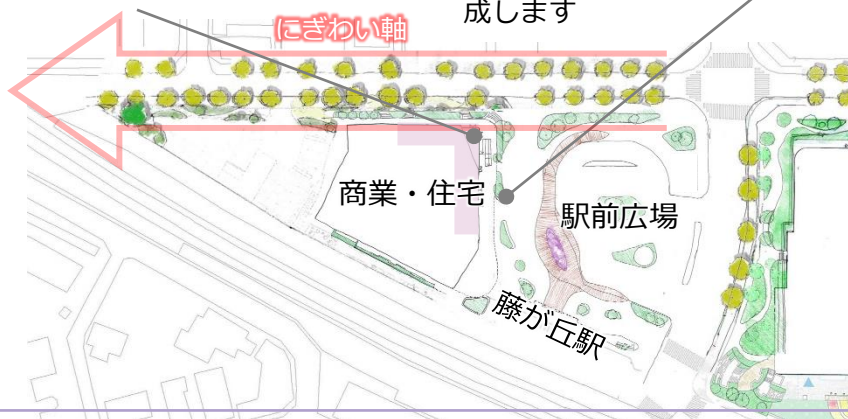 成します
にぎわい軸
商業・住宅
駅前広場
藤が丘駅